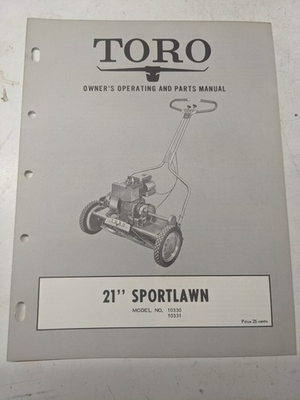 TORO
OWNER'S OPERATING AND PARTS MANUAL
21" SPORTLAWN
MODEL NO. 10330
10331
Price 25 cents